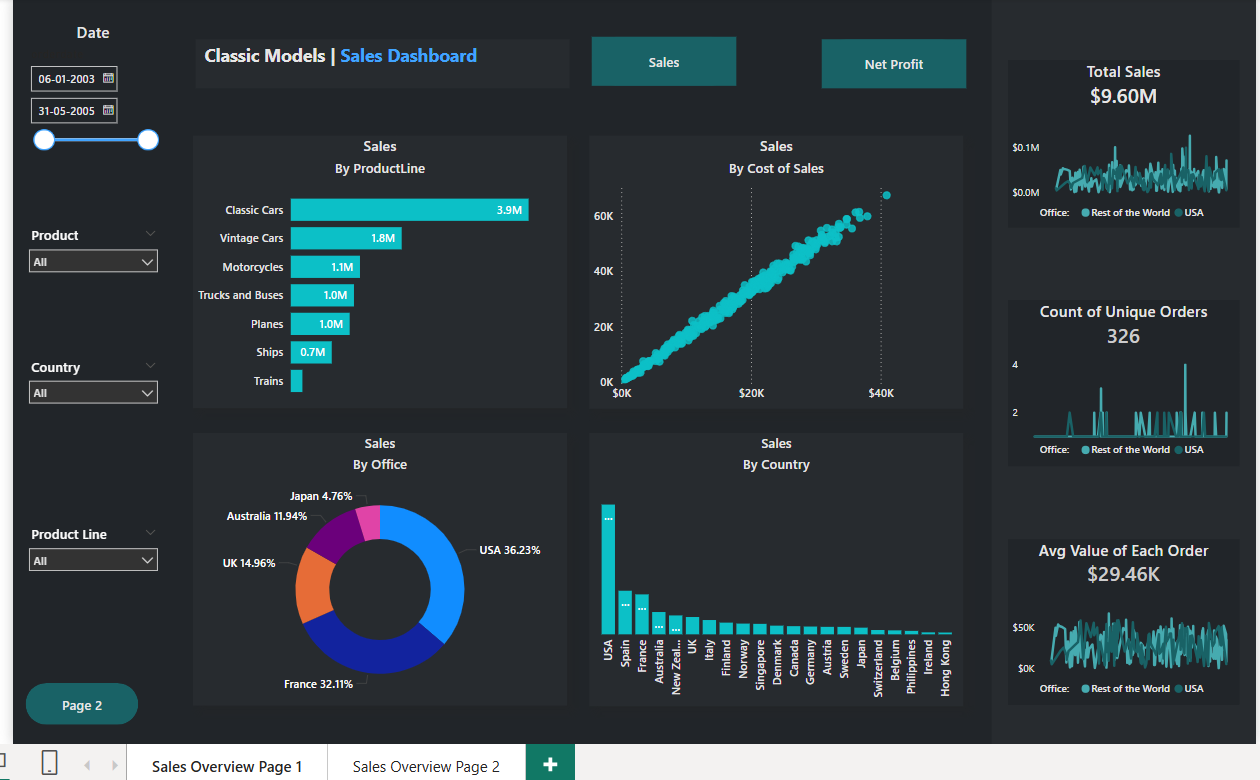 Date
06-01-2003
31-05-2005
Product
All
Country
All
Product Line
All
Page 2
Classic Models | Sales Dashboard
Sales
Net Profit
Sales
By ProductLine
Classic Cars 3.9M
Vintage Cars 1.8M
Motorcycles 1.1M
Trucks and Buses 1.0M
Planes 1.0M
Ships 0.7M
Trains
Sales
By Cost of Sales
60K
40K
20K
0K
$0K $20K $40K
Sales
By Office
Japan 4.76%
Australia 11.94%
UK 14.96%
USA 36.23%
France 32.11%
Sales
By Country
... ... ... ... ...
USA
Spain
France
Australia
New Zeal...
UK
Italy
Finland
Norway
Singapore
Denmark
Canada
Germany
Austria
Sweden
Japan
Switzerland
Belgium
Philippines
Ireland
Hong Kong
Total Sales
$9.60M
$0.1M
$0.0M
Office: Rest of the World USA
Count of Unique Orders
326
4
2
Office: Rest of the World USA
Avg Value of Each Order
$29.46K
$50K
$0K
Office: Rest of the World USA
Sales Overview Page 1
Sales Overview Page 2
+